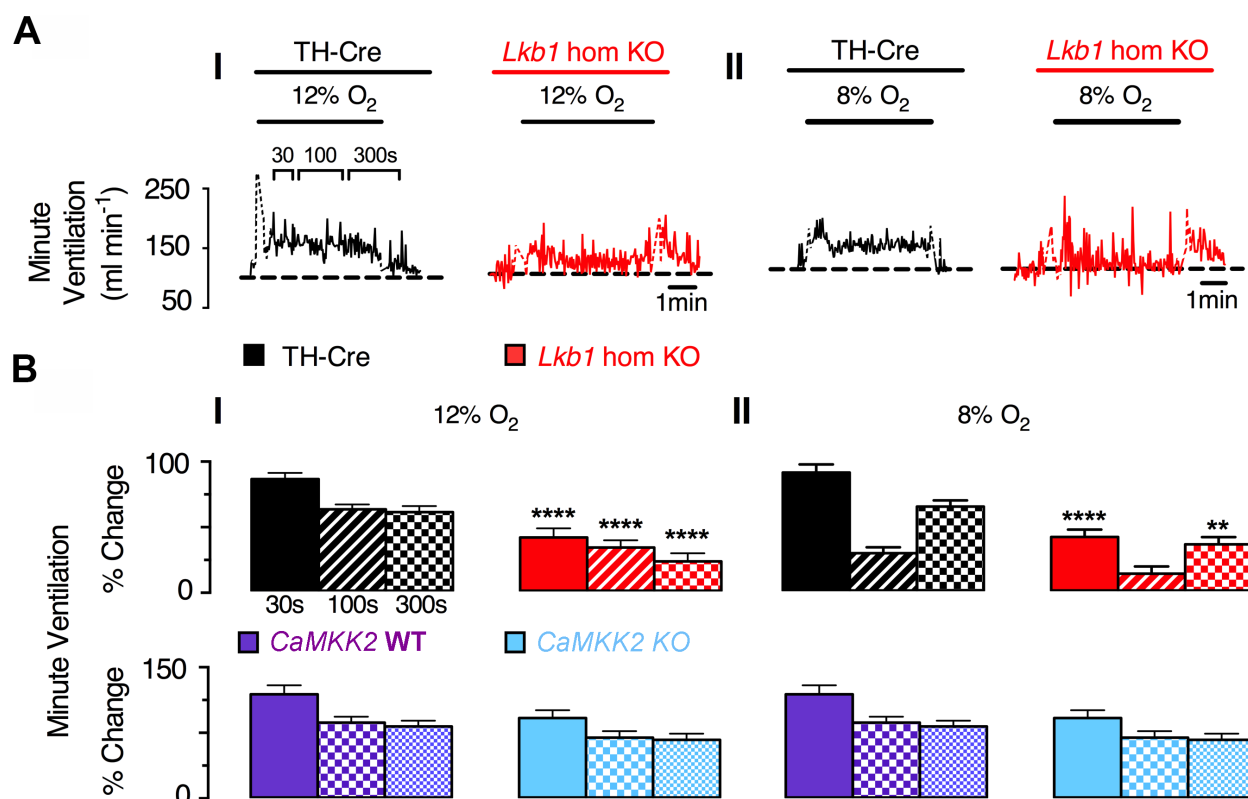 A
I
TH-Cre
Lkb1 hom KO
II
TH-Cre
Lkb1 hom KO
12% O2
12% O2
8% O2
8% O2
30 100 300s
Minute
Ventilation
(ml min-1)
250
150
50
1min
1min
TH-Cre
Lkb1 hom KO
B
I
12% O2
II
8% O2
Minute Ventilation
% Change
100
0
****
****
****
****
**
30s 100s 300s
CaMKK2 WT
CaMKK2 KO
% Change
150
0